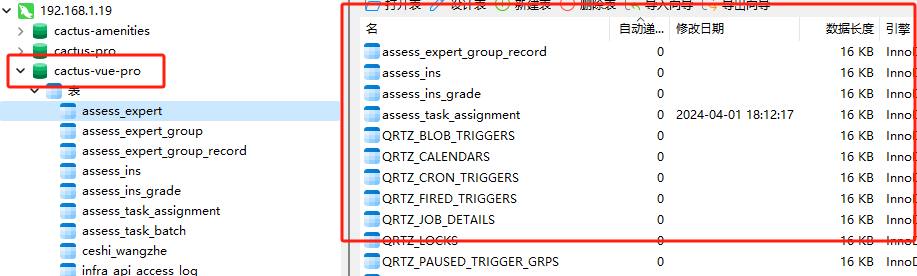 192.168.1.19
cactus-amenities
cactus-pro
cactus-vue-pro
表
assess_expert
assess_expert_group
assess_expert_group_record
assess_ins
assess_ins_grade
assess_task_assignment
assess_task_batch
ceshi_wangzhe
infra_api_access_log
打开表 设计表 新建表 删除表 导入向导 导出向导
名 自动递... 修改日期 数据长度 引擎
assess_expert_group_record 0 16 KB InnoD
assess_ins 0 16 KB InnoD
assess_ins_grade 0 16 KB InnoD
assess_task_assignment 0 2024-04-01 18:12:17 16 KB InnoD
QRTZ_BLOB_TRIGGERS 0 16 KB InnoD
QRTZ_CALENDARS 0 16 KB InnoD
QRTZ_CRON_TRIGGERS 0 16 KB InnoD
QRTZ_FIRED_TRIGGERS 0 16 KB InnoD
QRTZ_JOB_DETAILS 0 16 KB InnoD
QRTZ_LOCKS 0 16 KB InnoD
QRTZ_PAUSED_TRIGGER_GRPS 0 16 KB InnoD